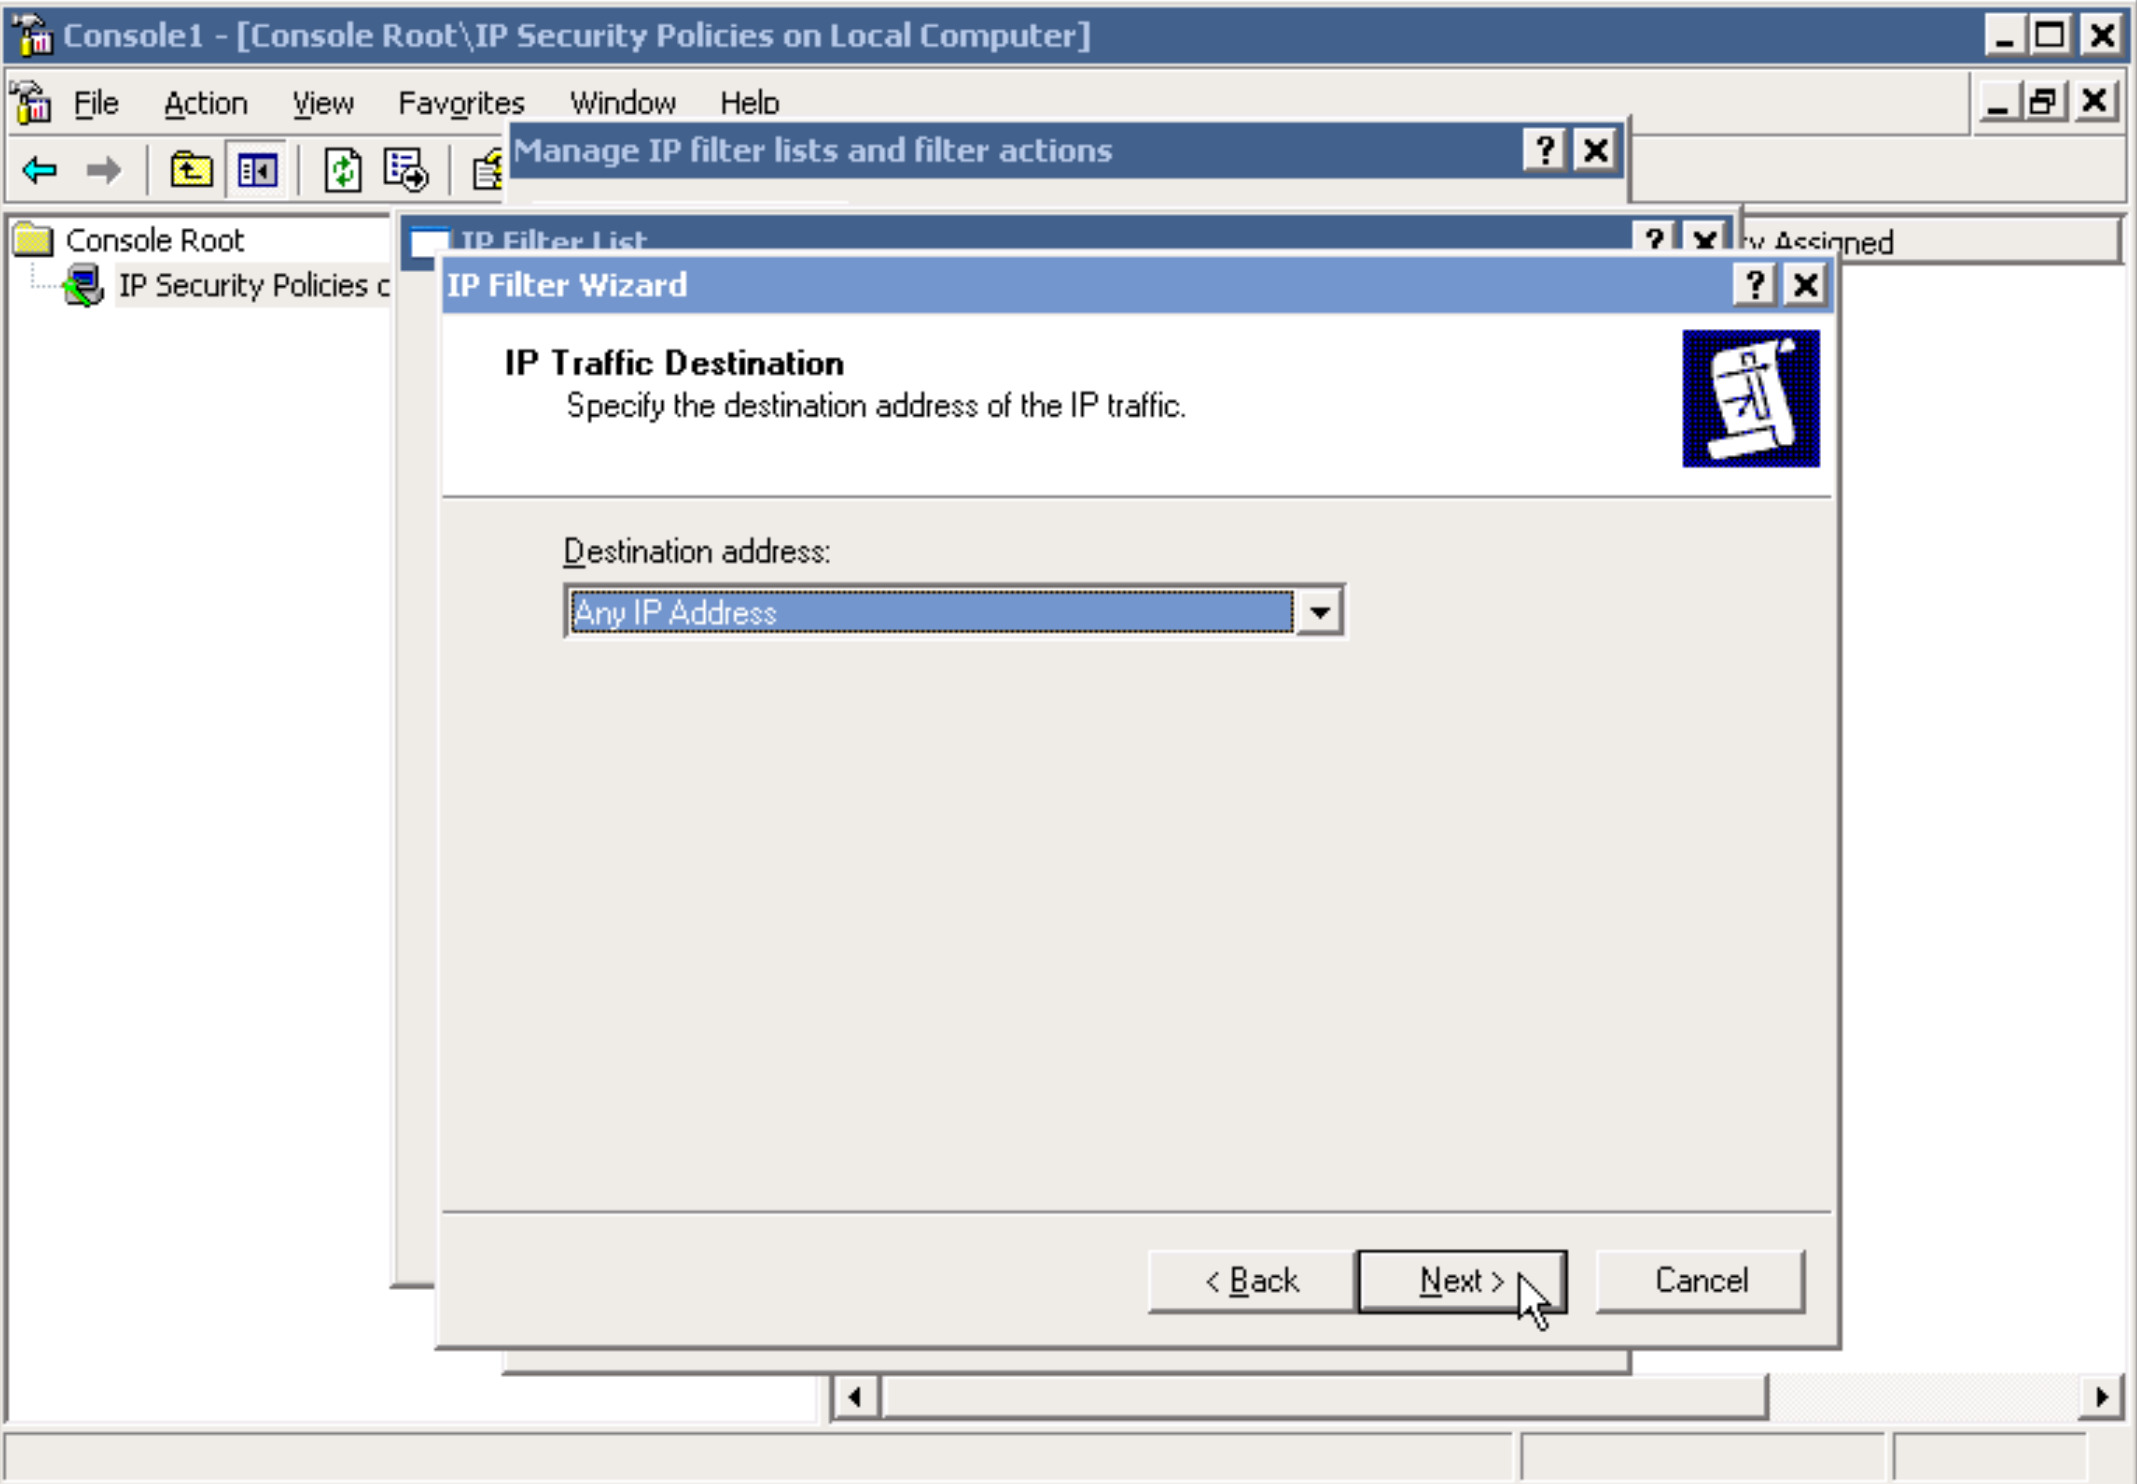 Console1 - [Console Root\IP Security Policies on Local Computer]
File Action View Favorites Window Help
Manage IP filter lists and filter actions
Console Root
IP Filter List
Assigned
IP Security Policies
IP Filter Wizard
IP Traffic Destination
Specify the destination address of the IP traffic.
Destination address:
Any IP Address
< Back
Next >
Cancel